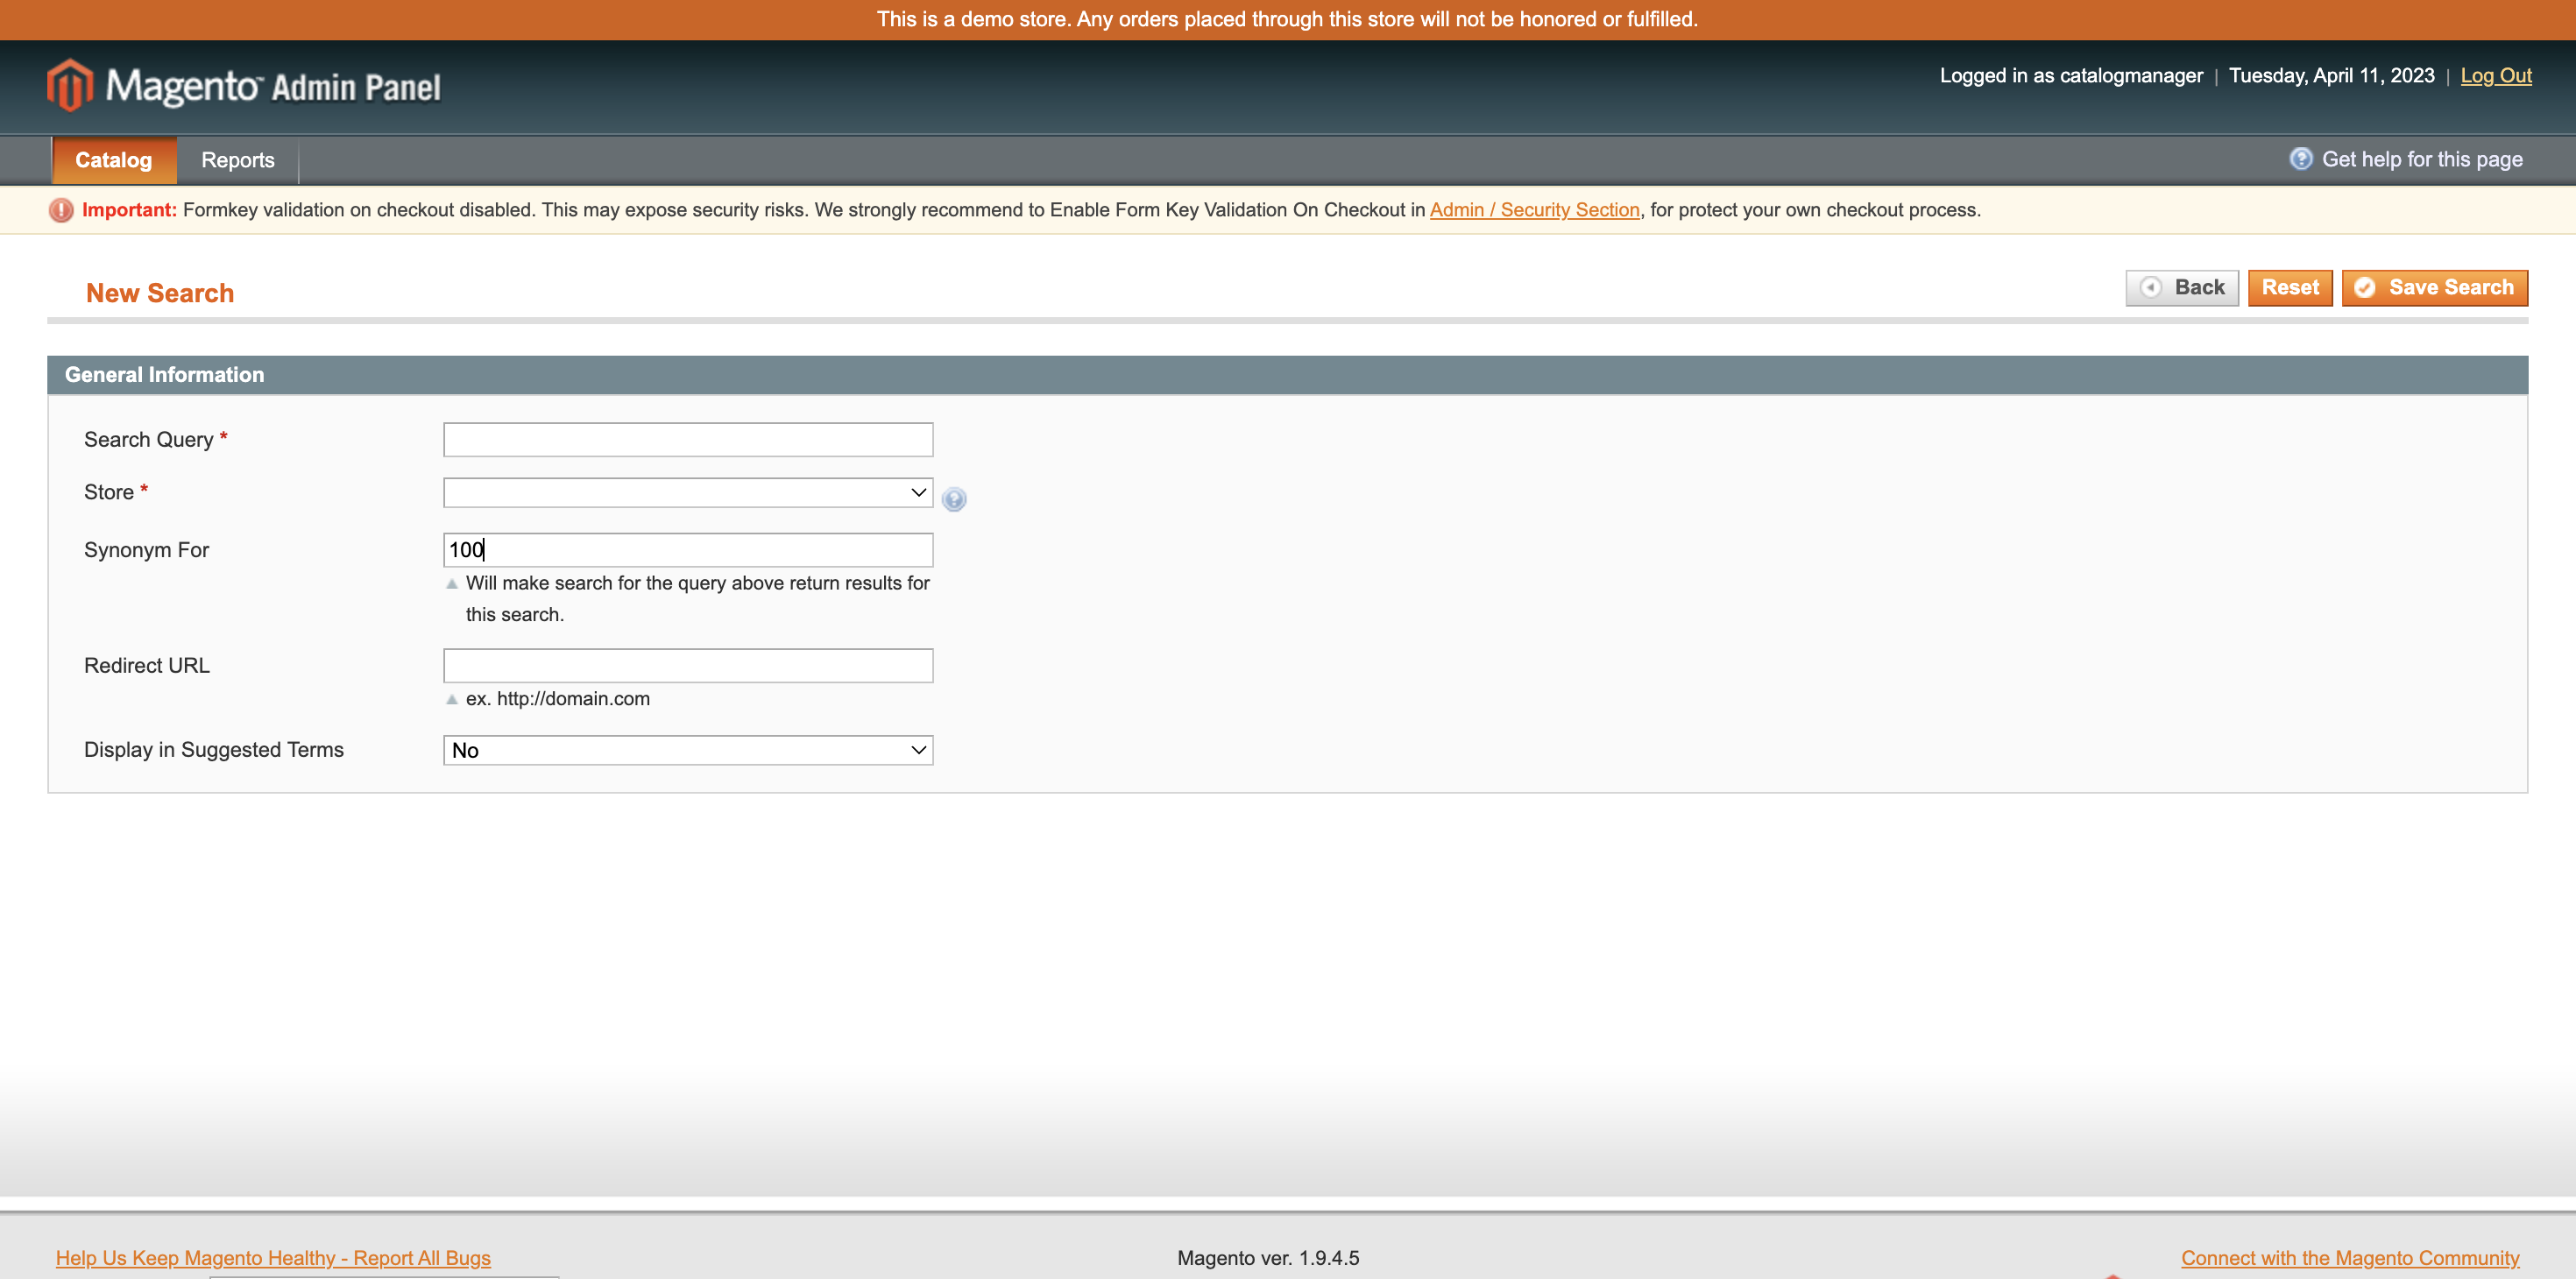 This is a demo store. Any orders placed through this store will not be honored or fulfilled.
Magento™ Admin Panel
Logged in as catalogmanager | Tuesday, April 11, 2023 | Log Out
Catalog Reports
Get help for this page
Important: Formkey validation on checkout disabled. This may expose security risks. We strongly recommend to Enable Form Key Validation On Checkout in Admin / Security Section, for protect your own checkout process.
New Search
Back Reset Save Search
General Information
Search Query *
Store *
Synonym For 100
Will make search for the query above return results for
this search.
Redirect URL
ex. http://domain.com
Display in Suggested Terms No
Help Us Keep Magento Healthy - Report All Bugs
Magento ver. 1.9.4.5
Connect with the Magento Community